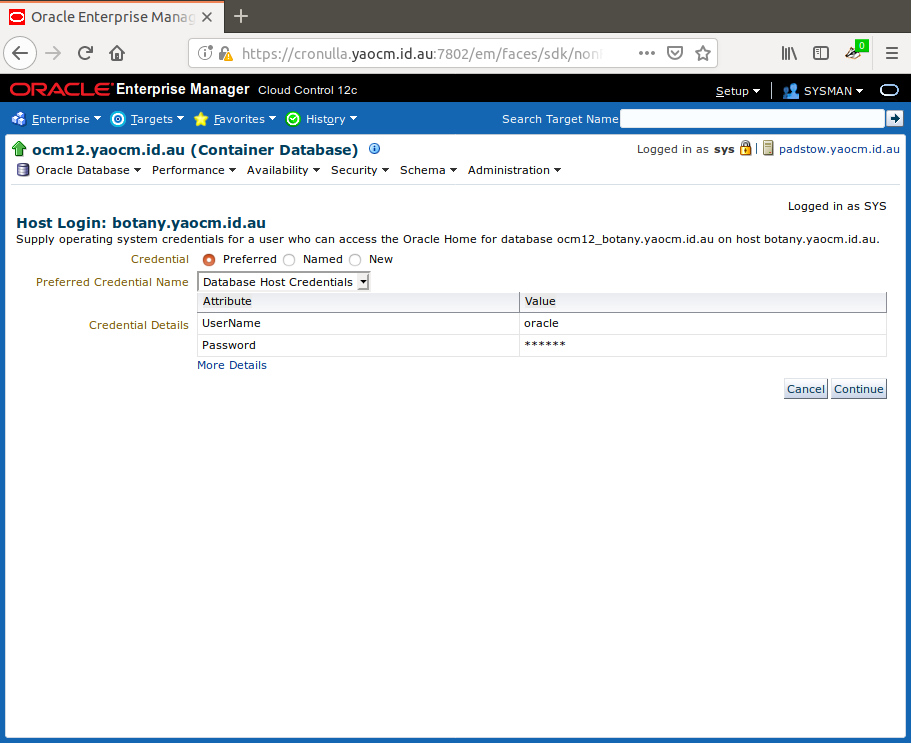 Oracle Enterprise Manag
https://cronulla.yaocm.id.au:7802/em/faces/sdk/non
0
ORACLE Enterprise Manager Cloud Control 12c
Setup SYSMAN
Enterprise Targets Favorites History Search Target Name
ocm12.yaocm.id.au (Container Database) Logged in as sys padstow.yaocm.id.au
Oracle Database Performance Availability Security Schema Administration
Logged in as SYS
Host Login: botany.yaocm.id.au
Supply operating system credentials for a user who can access the Oracle Home for database ocm12_botany.yaocm.id.au on host botany.yaocm.id.au.
Credential Preferred Named New
Preferred Credential Name Database Host Credentials
Attribute Value
Credential Details
UserName oracle
Password ******
More Details
Cancel Continue